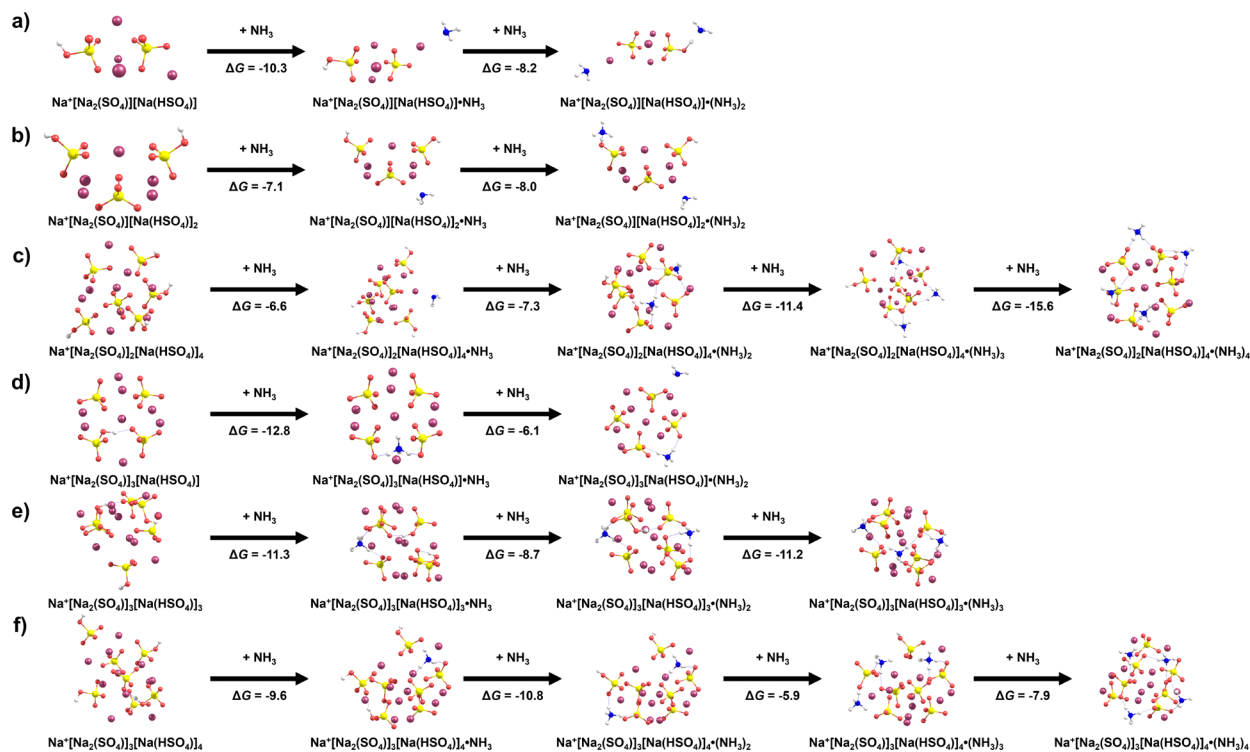 a)
+ NH₃
ΔG = -10.3
+ NH₃
ΔG = -8.2
Na⁺[Na₂(SO₄)][Na(HSO₄)]
Na⁺[Na₂(SO₄)][Na(HSO₄)]•NH₃
Na⁺[Na₂(SO₄)][Na(HSO₄)]•(NH₃)₂
b)
+ NH₃
ΔG = -7.1
+ NH₃
ΔG = -8.0
Na⁺[Na₂(SO₄)][Na(HSO₄)]₂
Na⁺[Na₂(SO₄)][Na(HSO₄)]₂•NH₃
Na⁺[Na₂(SO₄)][Na(HSO₄)]₂•(NH₃)₂
c)
+ NH₃
ΔG = -6.6
+ NH₃
ΔG = -7.3
+ NH₃
ΔG = -11.4
+ NH₃
ΔG = -15.6
Na⁺[Na₂(SO₄)]₂[Na(HSO₄)]₄
Na⁺[Na₂(SO₄)]₂[Na(HSO₄)]₄•NH₃
Na⁺[Na₂(SO₄)]₂[Na(HSO₄)]₄•(NH₃)₂
Na⁺[Na₂(SO₄)]₂[Na(HSO₄)]₄•(NH₃)₃
Na⁺[Na₂(SO₄)]₂[Na(HSO₄)]₄•(NH₃)₄
d)
+ NH₃
ΔG = -12.8
+ NH₃
ΔG = -6.1
Na⁺[Na₂(SO₄)]₃[Na(HSO₄)]
Na⁺[Na₂(SO₄)]₃[Na(HSO₄)]•NH₃
Na⁺[Na₂(SO₄)]₃[Na(HSO₄)]•(NH₃)₂
e)
+ NH₃
ΔG = -11.3
+ NH₃
ΔG = -8.7
+ NH₃
ΔG = -11.2
Na⁺[Na₂(SO₄)]₃[Na(HSO₄)]₃
Na⁺[Na₂(SO₄)]₃[Na(HSO₄)]₃•NH₃
Na⁺[Na₂(SO₄)]₃[Na(HSO₄)]₃•(NH₃)₂
Na⁺[Na₂(SO₄)]₃[Na(HSO₄)]₃•(NH₃)₃
f)
+ NH₃
ΔG = -9.6
+ NH₃
ΔG = -10.8
+ NH₃
ΔG = -5.9
+ NH₃
ΔG = -7.9
Na⁺[Na₂(SO₄)]₃[Na(HSO₄)]₄
Na⁺[Na₂(SO₄)]₃[Na(HSO₄)]₄•NH₃
Na⁺[Na₂(SO₄)]₃[Na(HSO₄)]₄•(NH₃)₂
Na⁺[Na₂(SO₄)]₃[Na(HSO₄)]₄•(NH₃)₃
Na⁺[Na₂(SO₄)]₃[Na(HSO₄)]₄•(NH₃)₄